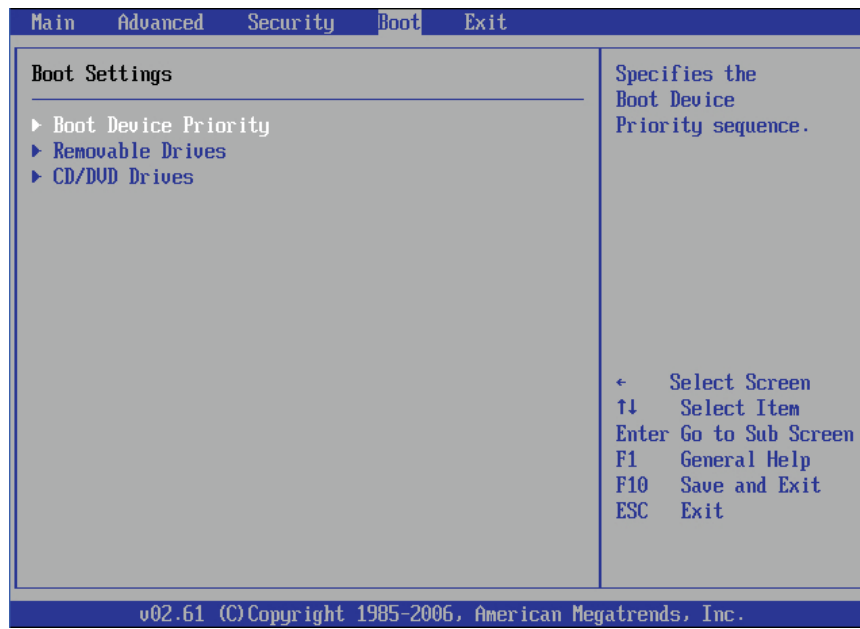 Main Advanced Security Boot Exit
Boot Settings
▶ Boot Device Priority
▶ Removable Drives
▶ CD/DVD Drives
Specifies the
Boot Device
Priority sequence.
← Select Screen
↑↓ Select Item
Enter Go to Sub Screen
F1 General Help
F10 Save and Exit
ESC Exit
v02.61 (C)Copyright 1985-2006, American Megatrends, Inc.